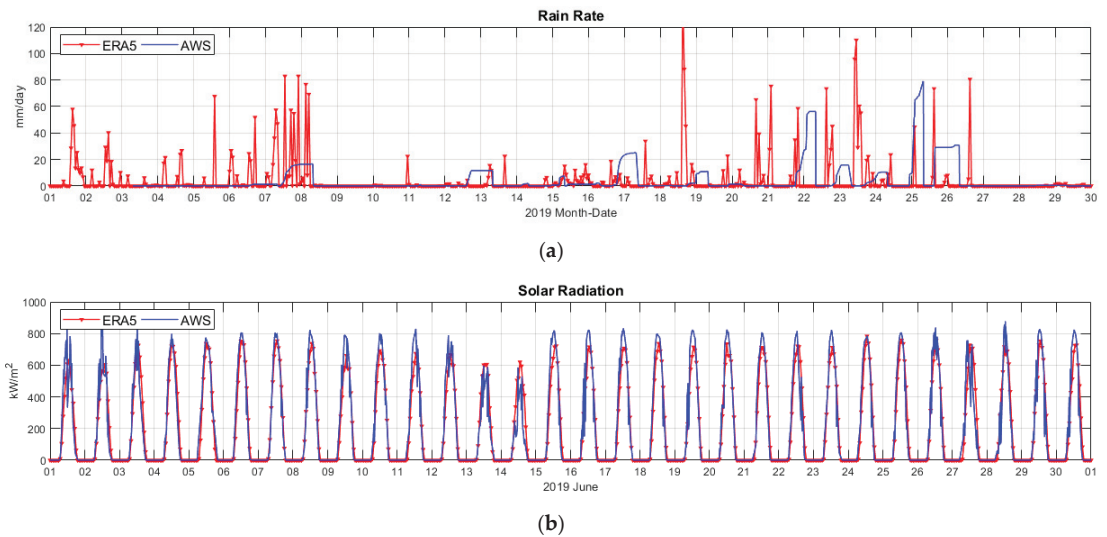 Rain Rate
ERA5 AWS
mm/day
120
100
80
60
40
20
0
01 02 03 04 05 06 07 08 09 10 11 12 13 14 15 16 17 18 19 20 21 22 23 24 25 26 27 28 29 30
2019 Month-Date
(a)
Solar Radiation
ERA5 AWS
kW/m2
1000
800
600
400
200
0
01 02 03 04 05 06 07 08 09 10 11 12 13 14 15 16 17 18 19 20 21 22 23 24 25 26 27 28 29 30 01
2019 June
(b)